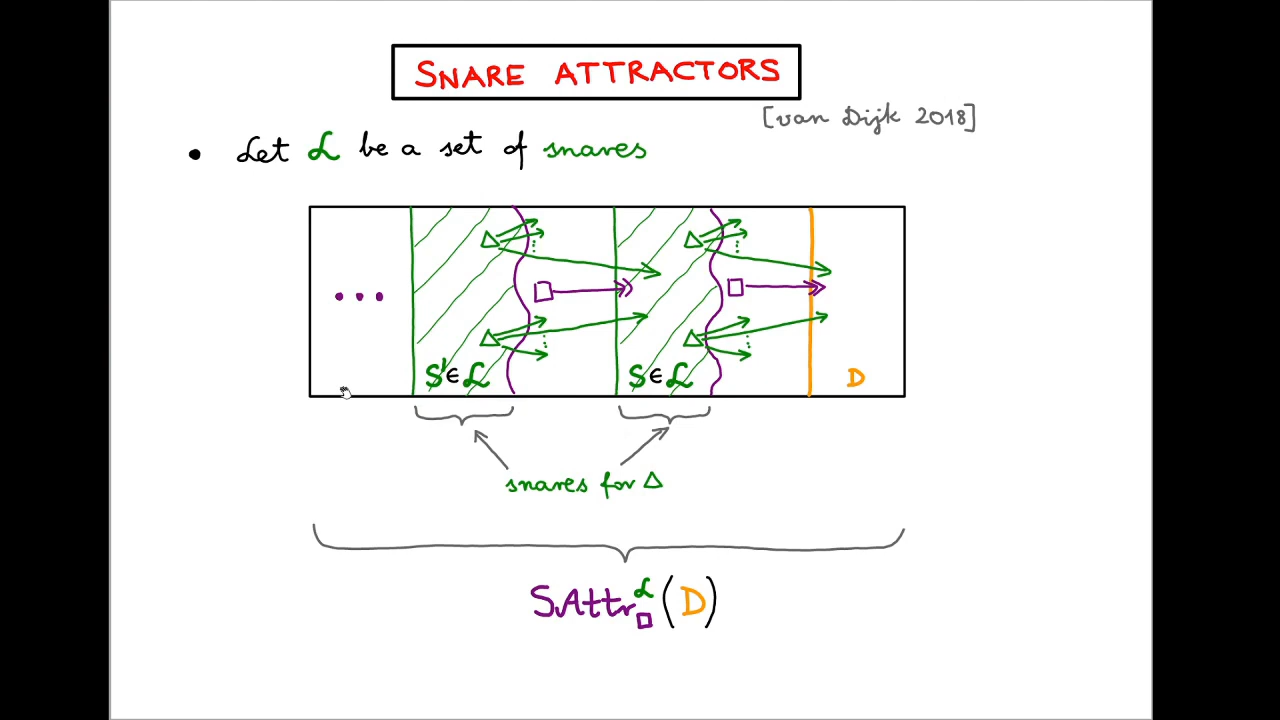 SNARE ATTRACTORS
[van Dijk 2018]
• Let ℒ be a set of snares
...
S' ∈ ℒ
S ∈ ℒ
D
snares for △
SAttr□^ℒ (D)